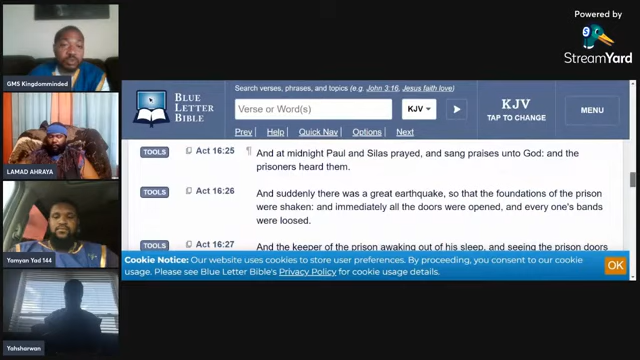 Powered by
StreamYard
GMS Kingdomminded
LAMAD AHRAYA
Yamyan Yad 144
Yahsharwan
BLUE
LETTER
BIBLE
Search verses, phrases, and topics (e.g. John 3:16, Jesus faith love)
Verse or Word(s)
KJV
KJV
TAP TO CHANGE
MENU
Prev Help Quick Nav Options Next
TOOLS Act 16:25 ¶ And at midnight Paul and Silas prayed, and sang praises unto God: and the
prisoners heard them.
TOOLS Act 16:26 And suddenly there was a great earthquake, so that the foundations of the prison
were shaken: and immediately all the doors were opened, and every one's bands
were loosed.
TOOLS Act 16:27 And the keeper of the prison awaking out of his sleep, and seeing the prison doors
Cookie Notice: Our website uses cookies to store user preferences. By proceeding, you consent to our cookie
usage. Please see Blue Letter Bible's Privacy Policy for cookie usage details.
OK